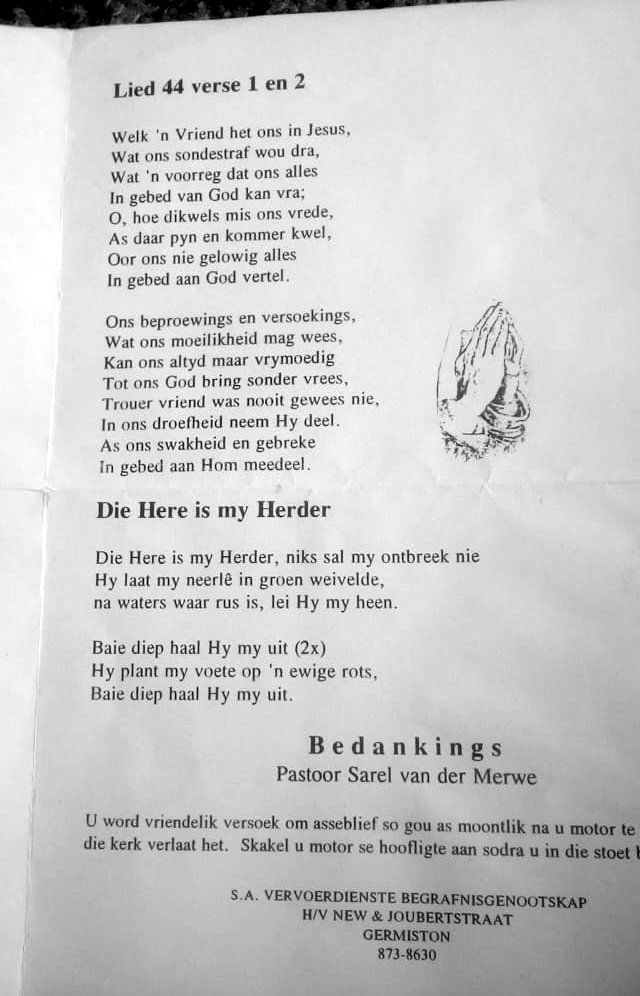 Lied 44 verse 1 en 2
Welk 'n Vriend het ons in Jesus,
Wat ons sondestraf wou dra,
Wat 'n voorreg dat ons alles
In gebed van God kan vra;
O, hoe dikwels mis ons vrede,
As daar pyn en kommer kwel,
Oor ons nie gelowig alles
In gebed aan God vertel.
Ons beproewings en versoekings,
Wat ons moeilikheid mag wees,
Kan ons altyd maar vrymoedig
Tot ons God bring sonder vrees,
Trouer vriend was nooit gewees nie,
In ons droefheid neem Hy deel.
As ons swakheid en gebreke
In gebed aan Hom meedeel.
Die Here is my Herder
Die Here is my Herder, niks sal my ontbreek nie
Hy laat my neerlê in groen weivelde,
na waters waar rus is, lei Hy my heen.
Baie diep haal Hy my uit (2x)
Hy plant my voete op 'n ewige rots,
Baie diep haal Hy my uit.
Bedankings
Pastoor Sarel van der Merwe
U word vriendelik versoek om asseblief so gou as moontlik na u motor te
die kerk verlaat het. Skakel u motor se hoofligte aan sodra u in die stoet
S.A. VERVOERDIENSTE BEGRAFNISGENOOTSKAP
H/V NEW & JOUBERTSTRAAT
GERMISTON
873-8630